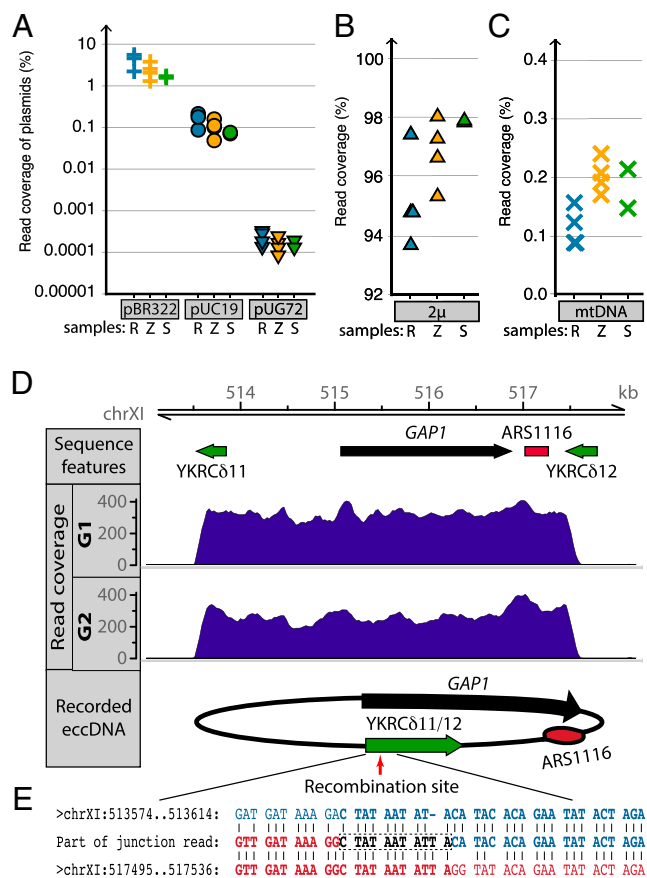 A
Read coverage of plasmids (%)
10
1
0.1
0.01
0.001
0.0001
0.00001
pBR322 pUC19 pUG72
samples: R Z S R Z S R Z S
B
Read coverage (%)
100
98
96
94
92
2μ
R Z S
C
Read coverage (%)
0.4
0.3
0.2
0.1
0.0
mtDNA
samples: R Z S
D
514 515 516 517 kb
chrXI
Sequence features
GAP1 ARS1116
YKRCδ11 YKRCδ12
Read coverage
G1
400
200
0
G2
400
200
0
Recorded eccDNA
GAP1
YKRCδ11/12
ARS1116
Recombination site
E
>chrXI:513574..513614: GAT GAT AAA GAC TAT AAT AT- ACA TAC ACA GAA TAT ACT AGA
Part of junction read: GTT GAT AAA GGC TAT AAT ATT ACA TAC ACA GAA TAT ACT AGA
>chrXI:517495..517536: GTT GAT AAA GGC TAT AAT ATT AGG TAT ACA GAA TAT ACT AGA